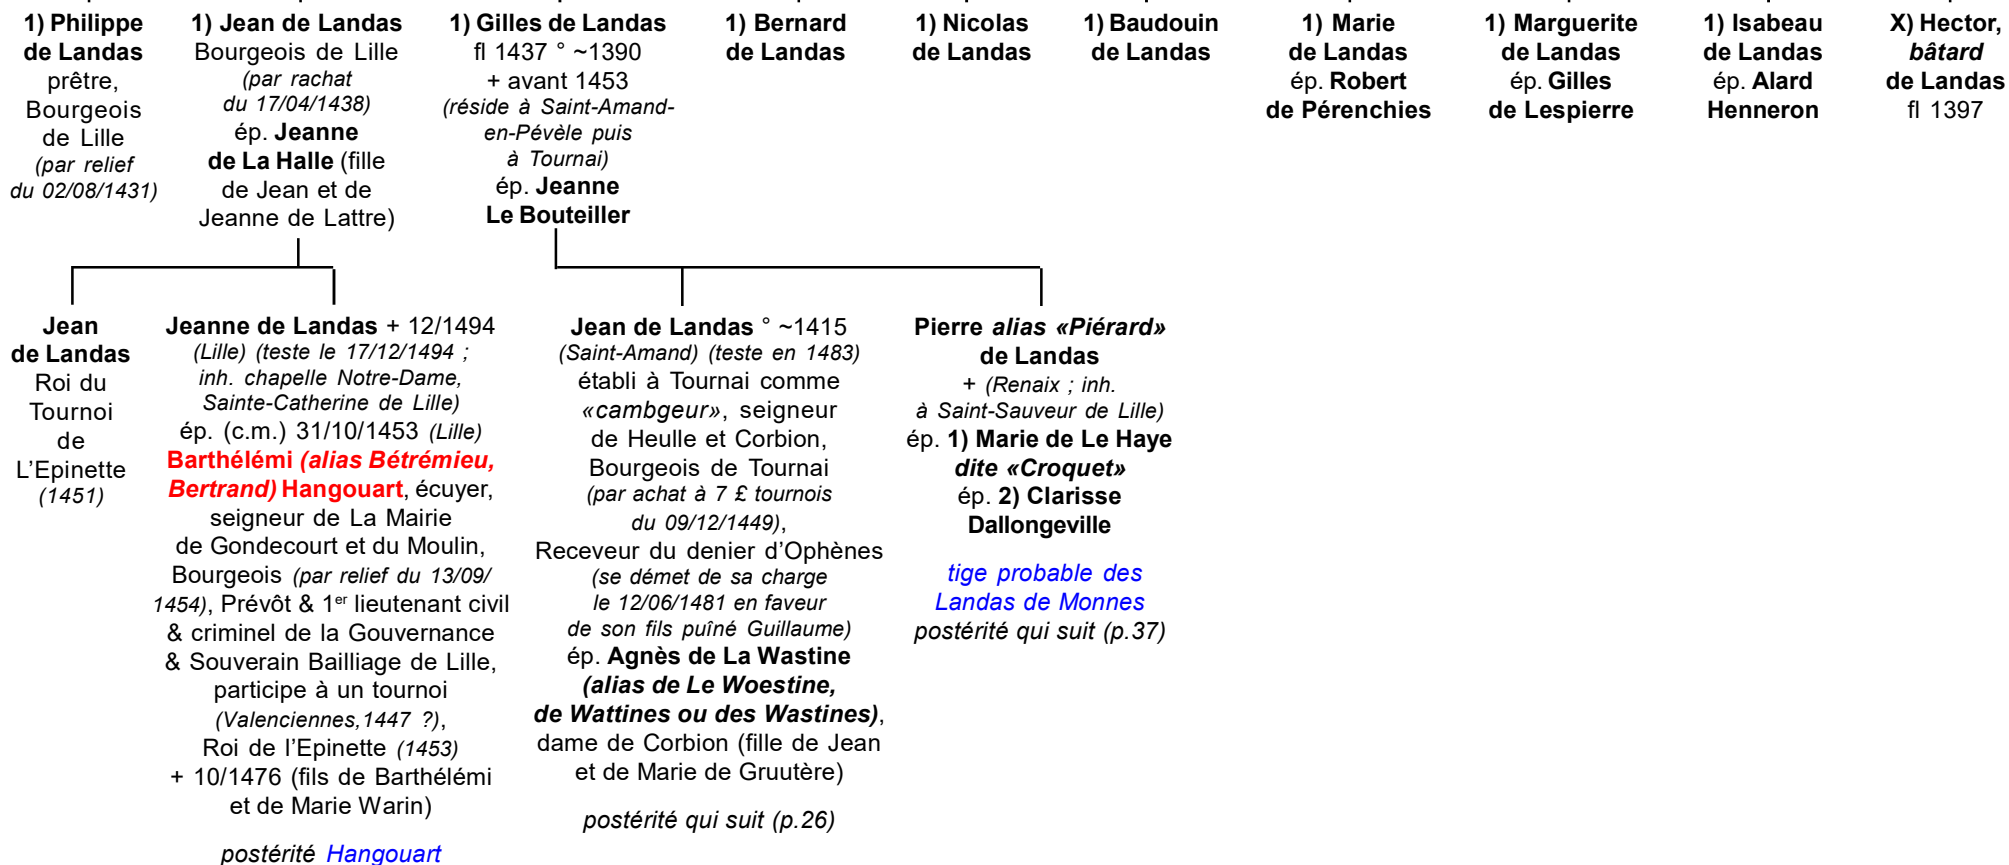 1) Philippe
de Landas
prêtre,
Bourgeois
de Lille
(par relief
du 02/08/1431)
1) Jean de Landas
Bourgeois de Lille
(par rachat
du 17/04/1438)
ép. Jeanne
de La Halle (fille
de Jean et de
Jeanne de Lattre)
1) Gilles de Landas
fl 1437 ° ~1390
+ avant 1453
(réside à Saint-Amand-
en-Pévèle puis
à Tournai)
ép. Jeanne
Le Bouteiller
1) Bernard
de Landas
1) Nicolas
de Landas
1) Baudouin
de Landas
1) Marie
de Landas
ép. Robert
de Pérenchies
1) Marguerite
de Landas
ép. Gilles
de Lespierre
1) Isabeau
de Landas
ép. Alard
Henneron
X) Hector,
bâtard
de Landas
fl 1397
Jean
de Landas
Roi du
Tournoi
de
L'Epinette
(1451)
Jeanne de Landas + 12/1494
(Lille) (teste le 17/12/1494 ;
inh. chapelle Notre-Dame,
Sainte-Catherine de Lille)
ép. (c.m.) 31/10/1453 (Lille)
Barthélémi (alias Bétrémieu,
Bertrand) Hangouart, écuyer,
seigneur de La Mairie
de Gondecourt et du Moulin,
Bourgeois (par relief du 13/09/
1454), Prévôt & 1er lieutenant civil
& criminel de la Gouvernance
& Souverain Bailliage de Lille,
participe à un tournoi
(Valenciennes,1447 ?),
Roi de l'Epinette (1453)
+ 10/1476 (fils de Barthélémi
et de Marie Warin)
postérité Hangouart
Jean de Landas ° ~1415
(Saint-Amand) (teste en 1483)
établi à Tournai comme
«cambgeur», seigneur
de Heulle et Corbion,
Bourgeois de Tournai
(par achat à 7 £ tournois
du 09/12/1449),
Receveur du denier d'Ophènes
(se démet de sa charge
le 12/06/1481 en faveur
de son fils puîné Guillaume)
ép. Agnès de La Wastine
(alias de Le Woestine,
de Wattines ou des Wastines),
dame de Corbion (fille de Jean
et de Marie de Gruutère)
postérité qui suit (p.26)
Pierre alias «Piérard»
de Landas
+ (Renaix ; inh.
à Saint-Sauveur de Lille)
ép. 1) Marie de Le Haye
dite «Croquet»
ép. 2) Clarisse
Dallongeville
tige probable des
Landas de Monnes
postérité qui suit (p.37)